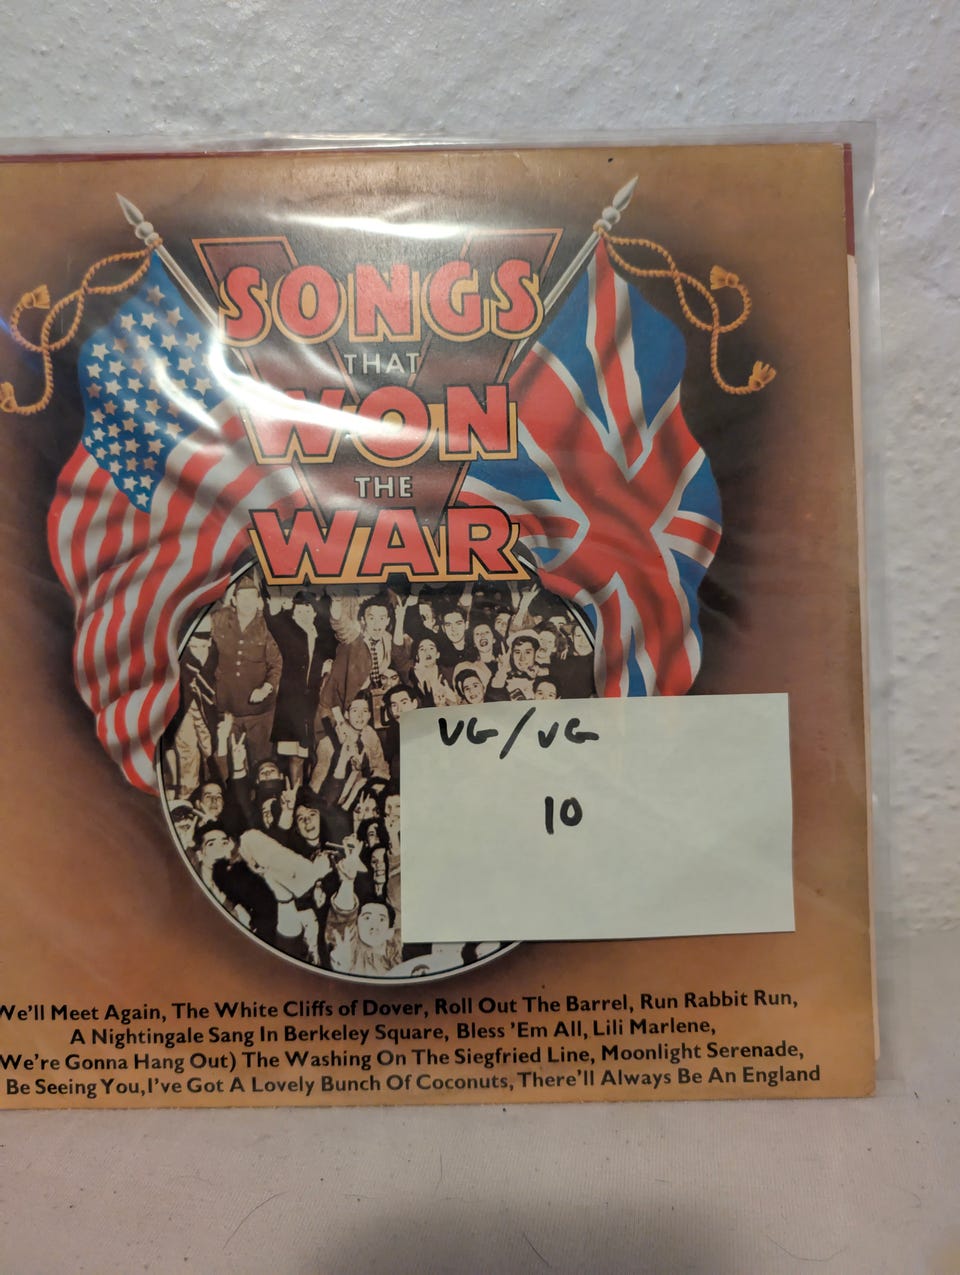 SONGS
THAT
WON
THE
WAR
VG/VG
10
We'll Meet Again, The White Cliffs of Dover, Roll Out The Barrel, Run Rabbit Run,
A Nightingale Sang In Berkeley Square, Bless 'Em All, Lili Marlene,
We're Gonna Hang Out) The Washing On The Siegfried Line, Moonlight Serenade,
Be Seeing You, I've Got A Lovely Bunch Of Coconuts, There'll Always Be An England